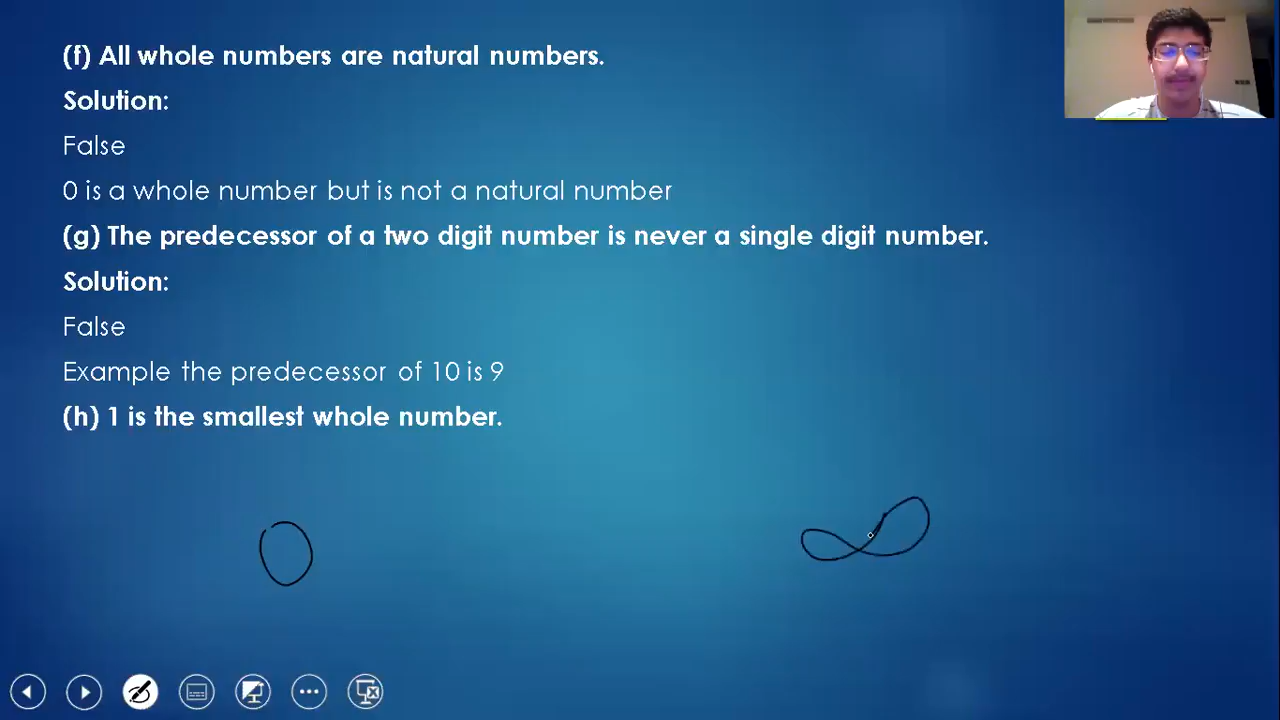 (f) All whole numbers are natural numbers.
Solution:
False
0 is a whole number but is not a natural number
(g) The predecessor of a two digit number is never a single digit number.
Solution:
False
Example the predecessor of 10 is 9
(h) 1 is the smallest whole number.
0 ∞